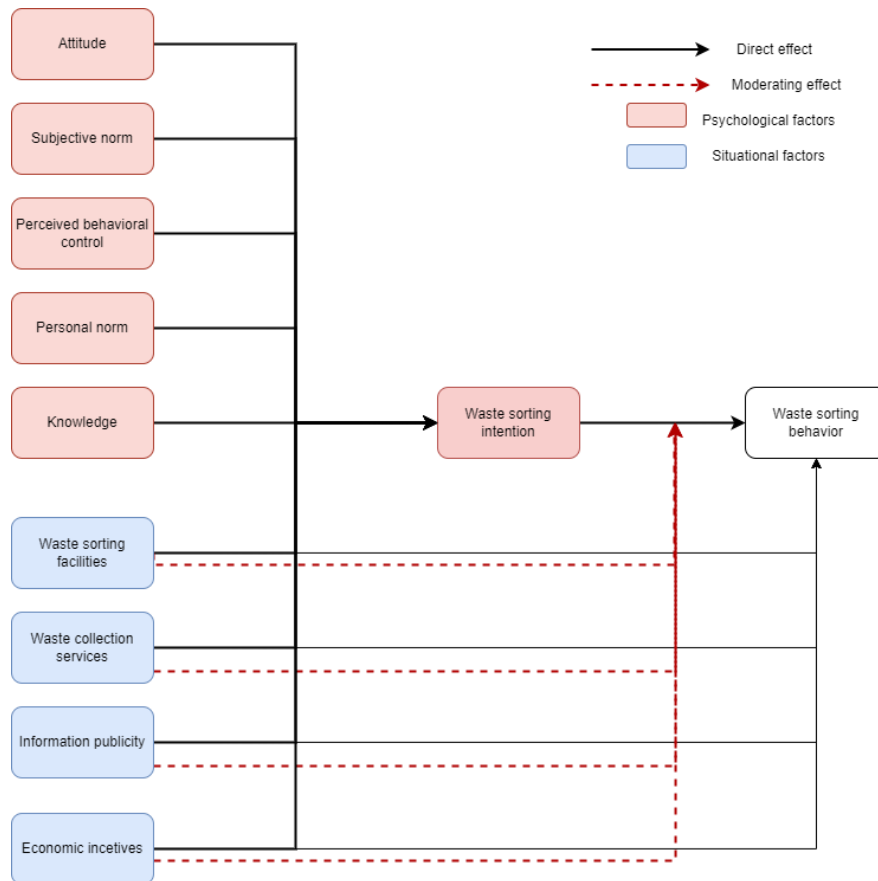 Attitude
Direct effect
Moderating effect
Psychological factors
Situational factors
Subjective norm
Perceived behavioral
control
Personal norm
Knowledge
Waste sorting
intention
Waste sorting
behavior
Waste sorting
facilities
Waste collection
services
Information publicity
Economic incetives